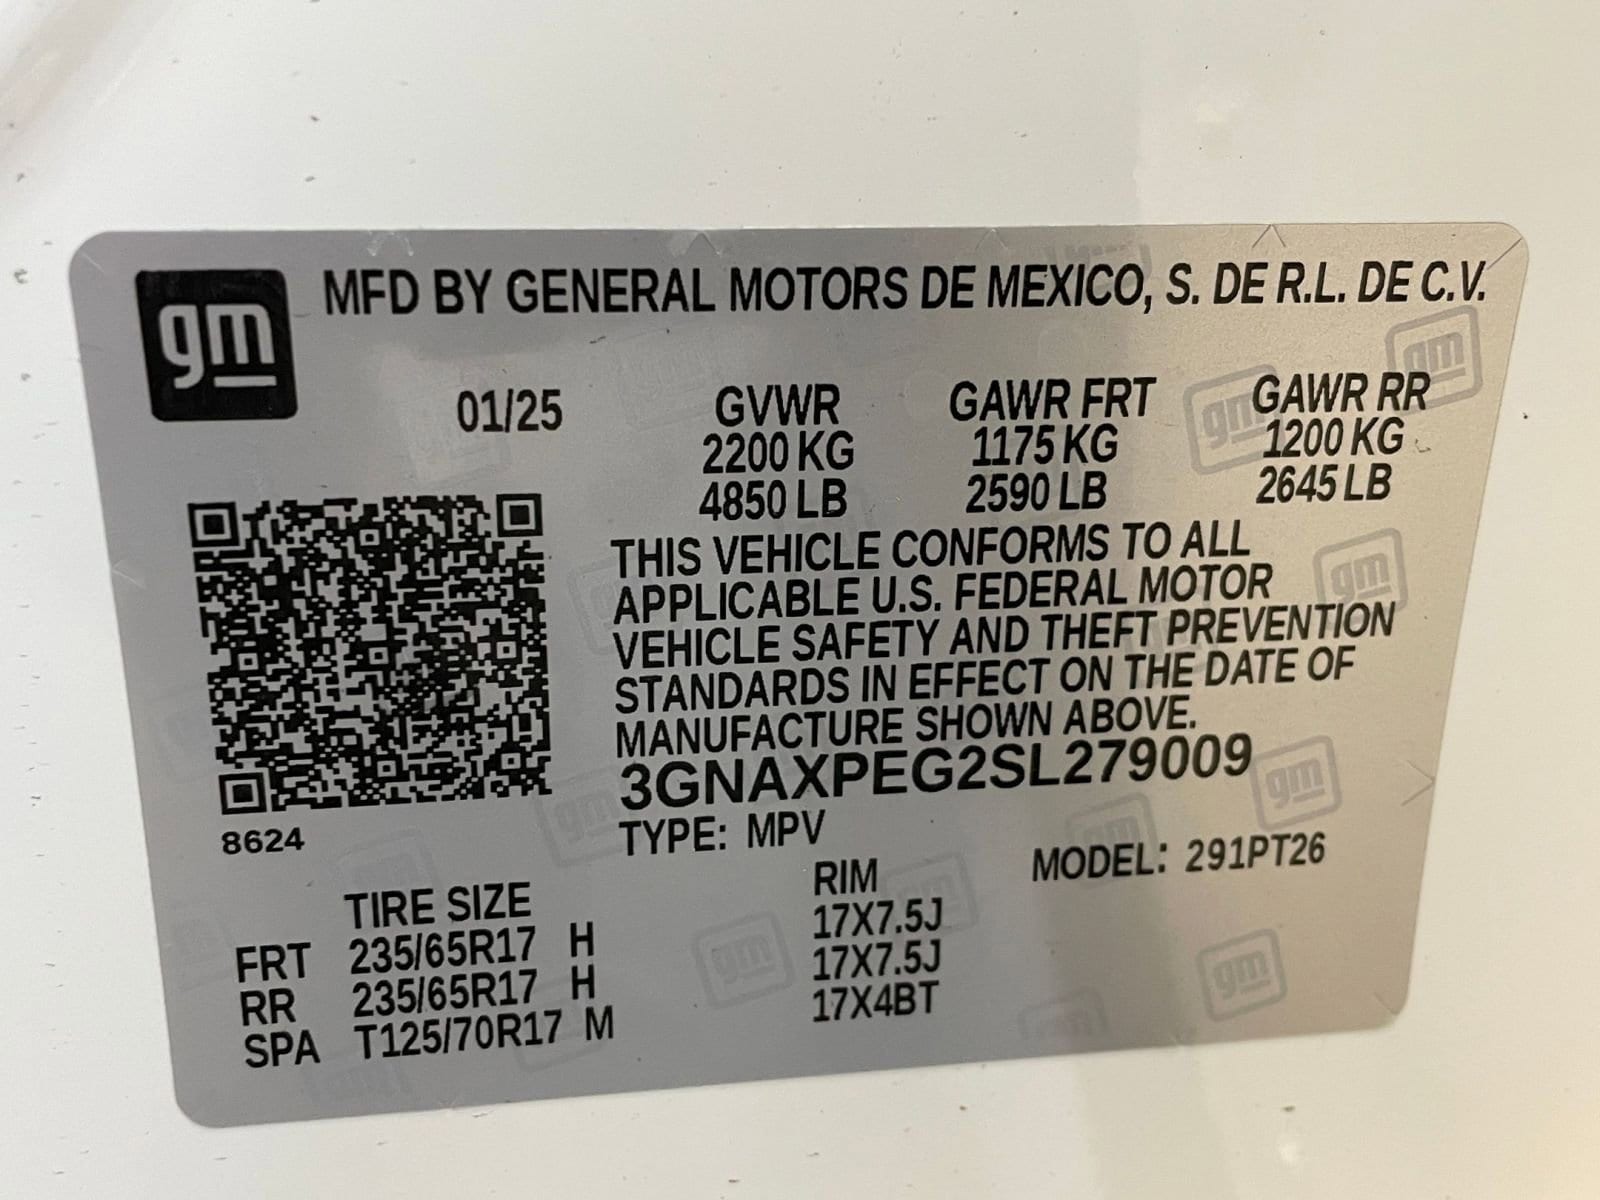 gm MFD BY GENERAL MOTORS DE MEXICO, S. DE R.L. DE C.V.
01/25 GVWR GAWR FRT GAWR RR
2200 KG 1175 KG 1200 KG
4850 LB 2590 LB 2645 LB
THIS VEHICLE CONFORMS TO ALL
APPLICABLE U.S. FEDERAL MOTOR
VEHICLE SAFETY AND THEFT PREVENTION
STANDARDS IN EFFECT ON THE DATE OF
MANUFACTURE SHOWN ABOVE.
3GNAXPEG2SL279009
8624
TYPE: MPV MODEL: 291PT26
TIRE SIZE RIM
FRT 235/65R17 H 17X7.5J
RR 235/65R17 H 17X7.5J
SPA T125/70R17 M 17X4BT